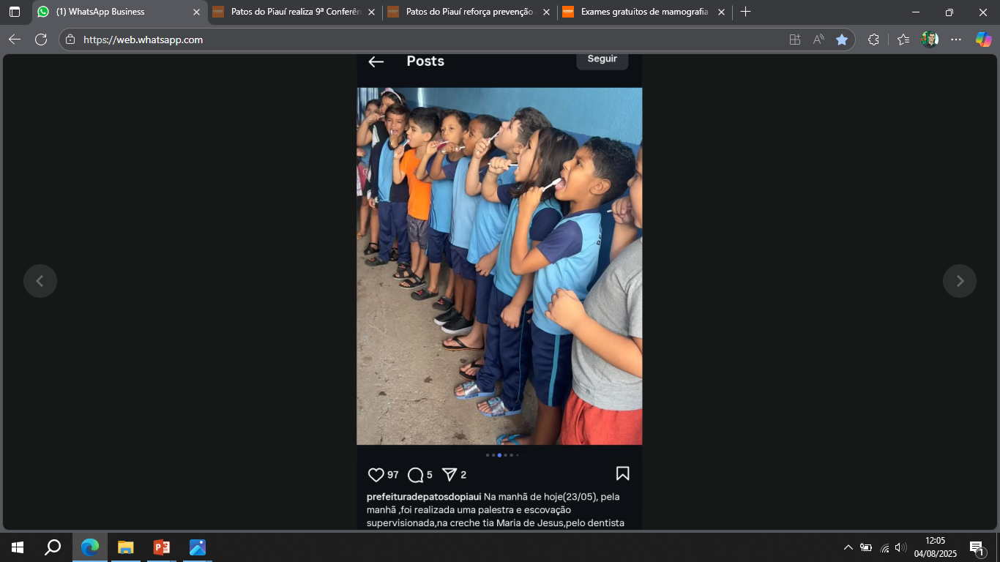 (1) WhatsApp Business
Patos do Piauí realiza 9ª Conferên
Patos do Piauí reforça prevenção
Exames gratuitos de mamografia
https://web.whatsapp.com
Posts
Seguir
97
5
2
prefeituradepatosdopiaui Na manhã de hoje(23/05), pela
manhã ,foi realizada uma palestra e escovação
supervisionada,na creche tia Maria de Jesus,pelo dentista
12:05
04/08/2025
1